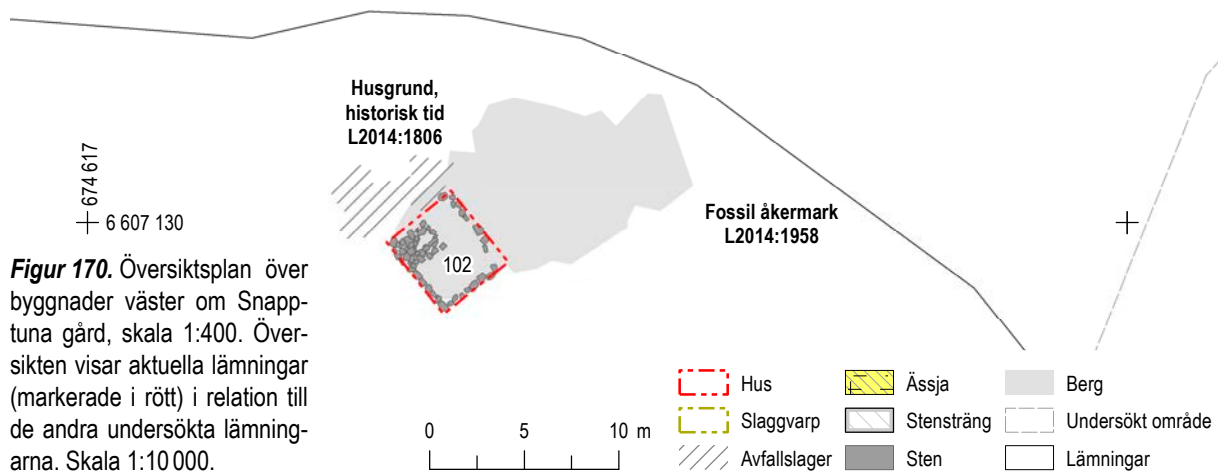 Husgrund,
historisk tid
L2014:1806
674 617
6 607 130
Fossil åkermark
L2014:1958
102
Figur 170. Översiktsplan över
byggnader väster om Snapp-
tuna gård, skala 1:400. Över-
sikten visar aktuella lämningar
(markerade i rött) i relation till
de andra undersökta lämning-
arna. Skala 1:10 000.
0 5 10 m
Hus
Slaggvarp
Avfallslager
Ässja
Stensträng
Sten
Berg
Undersökt område
Lämningar